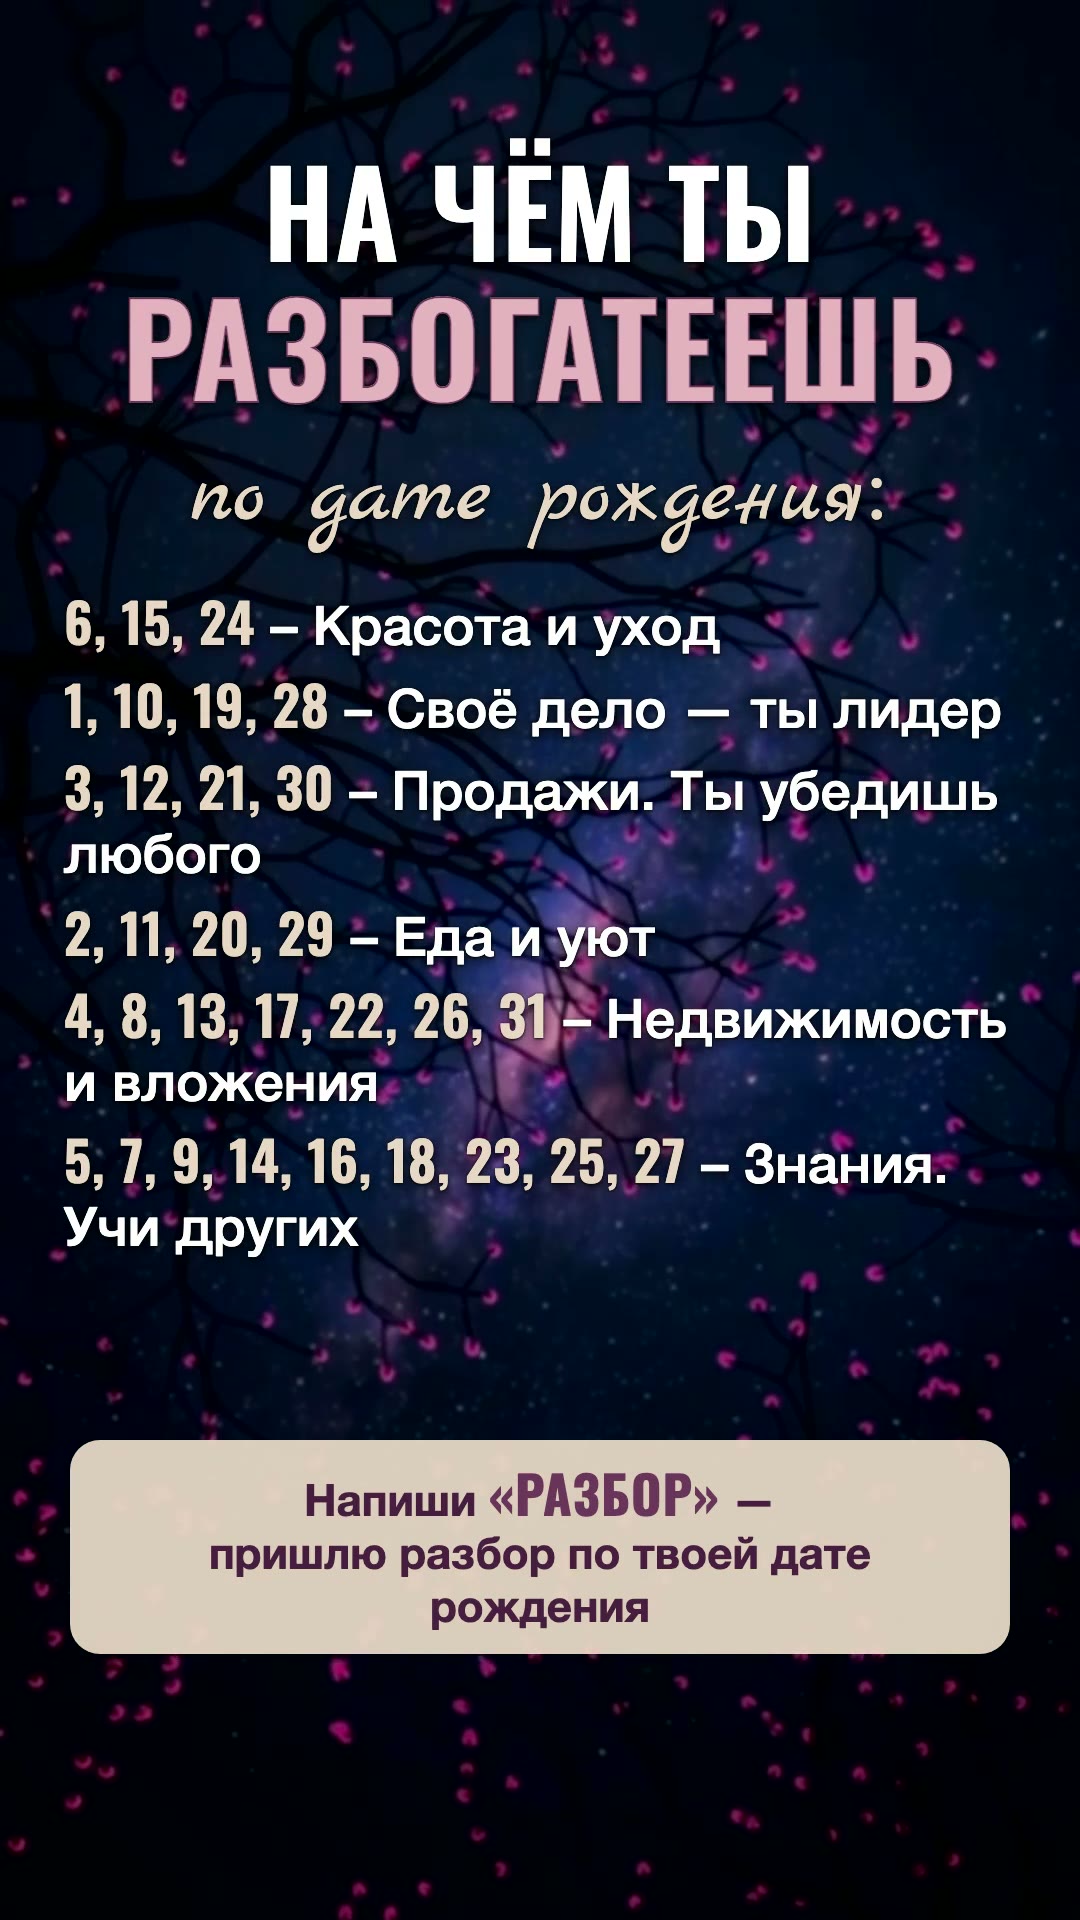 НА ЧЁМ ТЫ
РАЗБОГАТЕЕШЬ
по дате рождения:
6, 15, 24 – Красота и уход
1, 10, 19, 28 – Своё дело — ты лидер
3, 12, 21, 30 – Продажи. Ты убедишь
любого
2, 11, 20, 29 – Еда и уют
4, 8, 13, 17, 22, 26, 31 – Недвижимость
и вложения
5, 7, 9, 14, 16, 18, 23, 25, 27 – Знания.
Учи других
Напиши «РАЗБОР» —
пришлю разбор по твоей дате
рождения